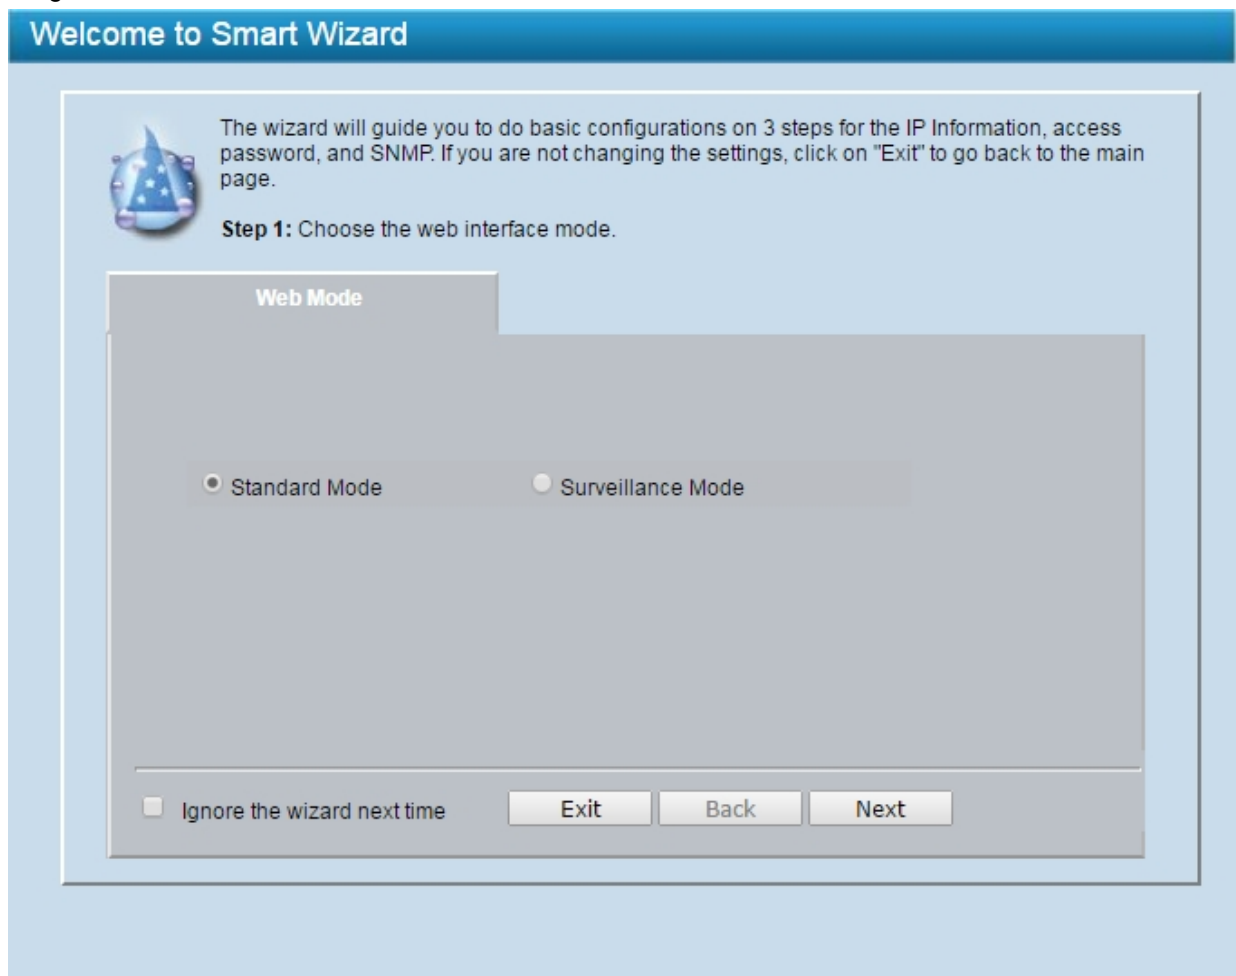 Welcome to Smart Wizard
The wizard will guide you to do basic configurations on 3 steps for the IP Information, access
password, and SNMP. If you are not changing the settings, click on "Exit" to go back to the main
page.
Step 1: Choose the web interface mode.
Web Mode
Standard Mode Surveillance Mode
Ignore the wizard next time Exit Back Next